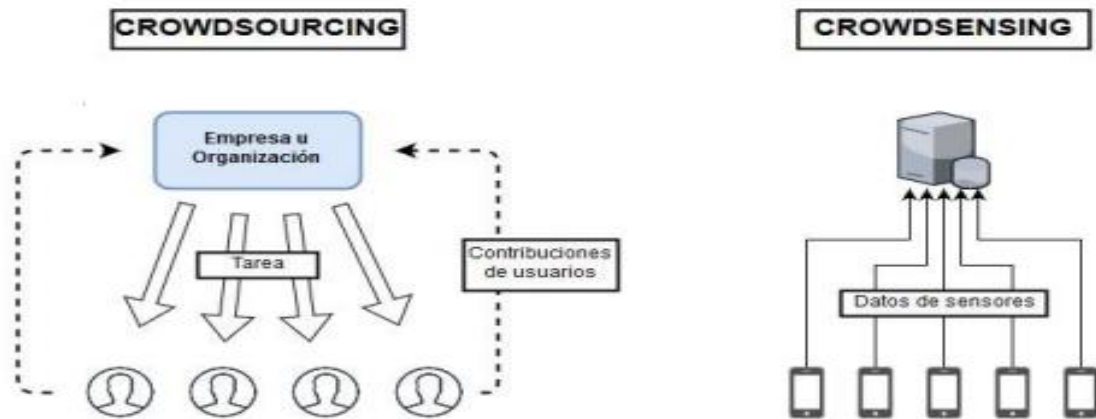 CROWDSOURCING
Empresa u
Organización
Tarea
Contribuciones
de usuarios
CROWDSENSING
Datos de sensores